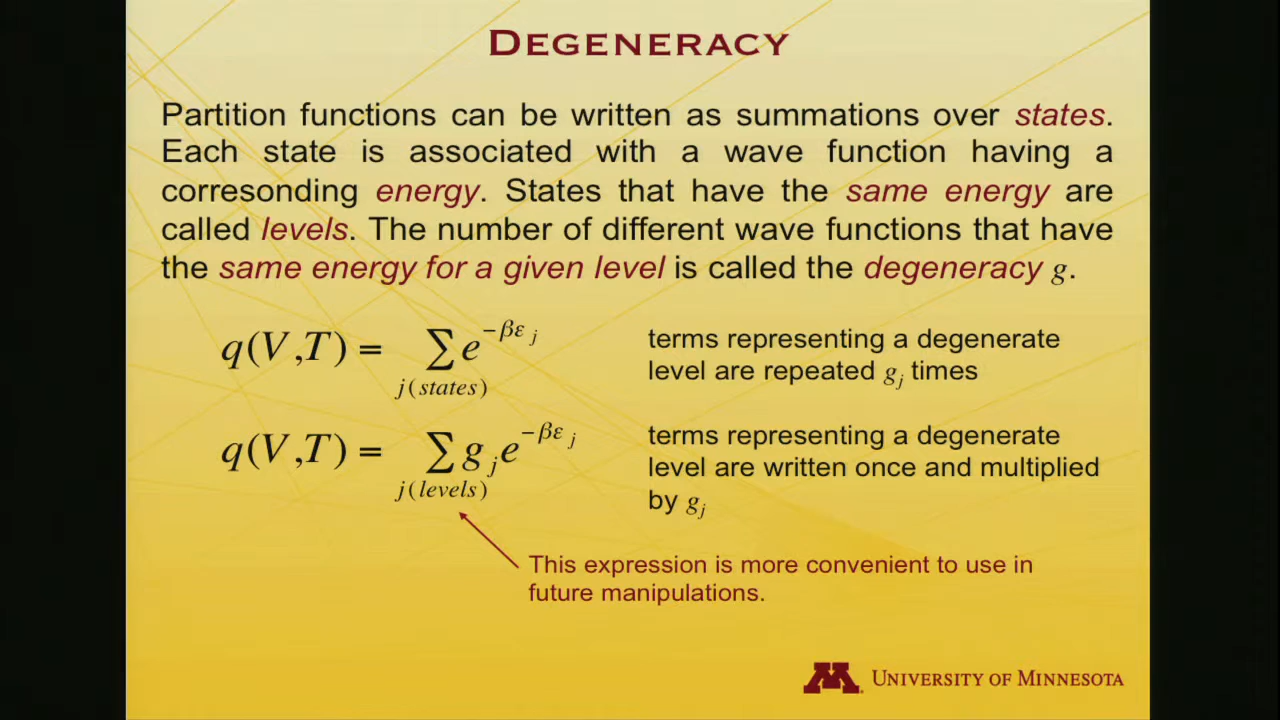 DEGENERACY
Partition functions can be written as summations over states.
Each state is associated with a wave function having a
corresonding energy. States that have the same energy are
called levels. The number of different wave functions that have
the same energy for a given level is called the degeneracy g.
q(V,T) = ∑ e^{-βε_j}
j(states)
terms representing a degenerate
level are repeated g_j times
q(V,T) = ∑ g_j e^{-βε_j}
j(levels)
terms representing a degenerate
level are written once and multiplied
by g_j
This expression is more convenient to use in
future manipulations.
M UNIVERSITY OF MINNESOTA